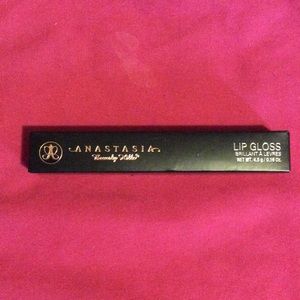 ANASTASIA
Beverly Hills
LIP GLOSS
BRILLANT À LÈVRES
NET WT. 4.5 g / 0.16 Oz.